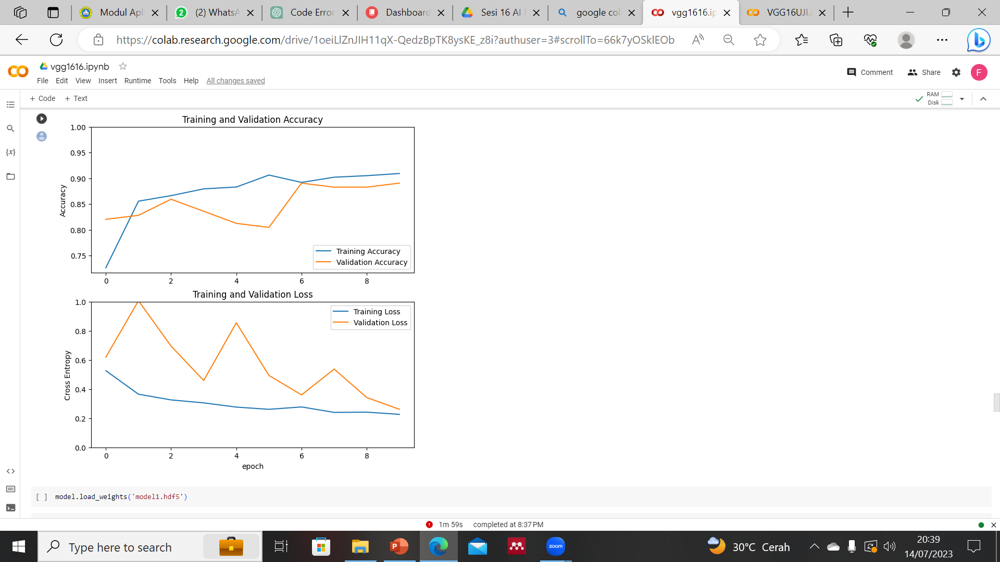 Modul Apl
(2) WhatsA
Code Error
Dashboard
Sesi 16 AI
google col
vgg1616.ip
VGG16UJI.i
https://colab.research.google.com/drive/1oeiLlZnJIH11qX-QedzBpTK8ysKE_z8i?authuser=3#scrollTo=66k7yOSklEOb
vgg1616.ipynb
File Edit View Insert Runtime Tools Help All changes saved
Comment
Share
F
+ Code + Text
RAM
Disk
{x}
Training and Validation Accuracy
1.00
0.95
0.90
0.85
0.80
0.75
Accuracy
Training Accuracy
Validation Accuracy
0 2 4 6 8
Training and Validation Loss
1.0
0.8
0.6
0.4
0.2
0.0
Cross Entropy
Training Loss
Validation Loss
0 2 4 6 8
epoch
[ ] model.load_weights('model1.hdf5')
1m 59s completed at 8:37 PM
Type here to search
zoom
30°C Cerah
20:39
14/07/2023